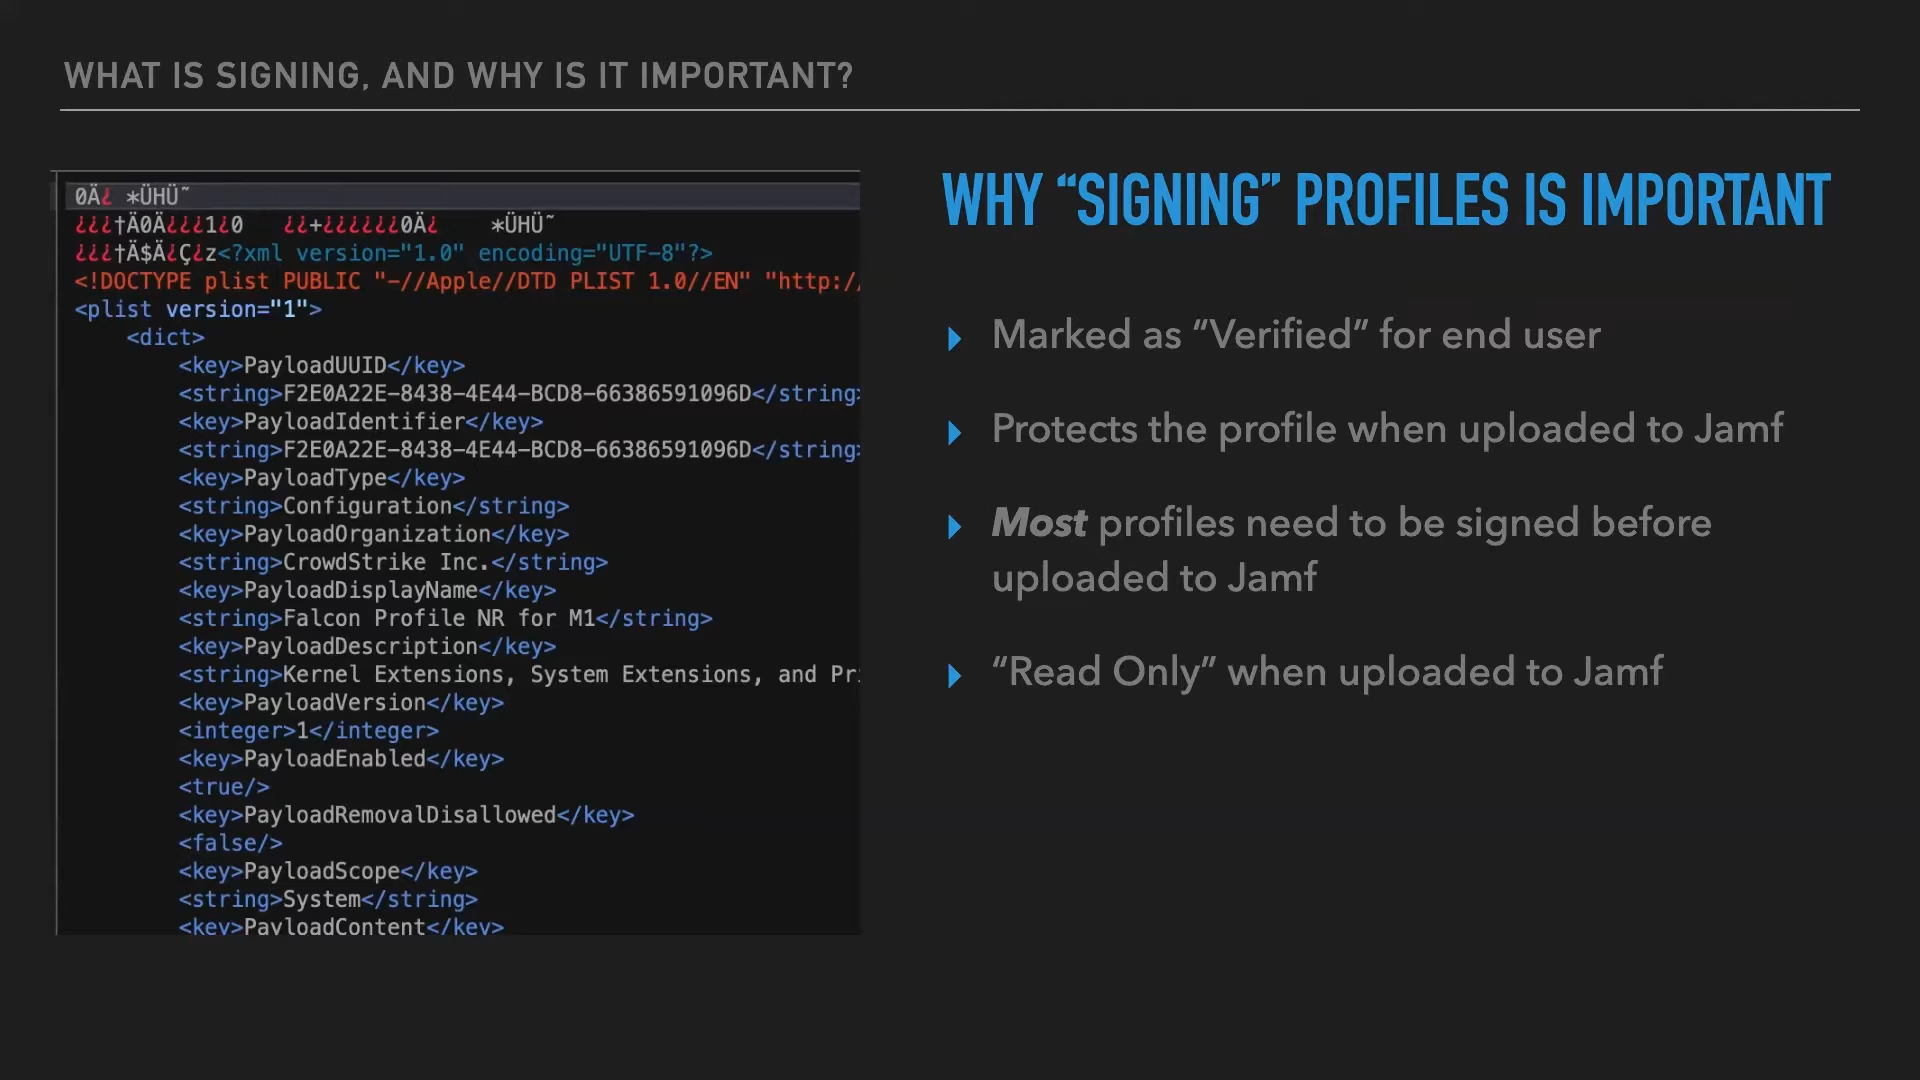 WHAT IS SIGNING, AND WHY IS IT IMPORTANT?
0Ä¿ *ÜHÜ˜
¿¿¿†Ä0Ä¿¿¿1¿0 ¿¿+¿¿¿¿¿¿0Ä¿ *ÜHÜ˜
¿¿¿†Ä$Ä¿Ç¿z<?xml version="1.0" encoding="UTF-8"?>
<!DOCTYPE plist PUBLIC "-//Apple//DTD PLIST 1.0//EN" "http:/
<plist version="1">
<dict>
<key>PayloadUUID</key>
<string>F2E0A22E-8438-4E44-BCD8-66386591096D</string>
<key>PayloadIdentifier</key>
<string>F2E0A22E-8438-4E44-BCD8-66386591096D</string>
<key>PayloadType</key>
<string>Configuration</string>
<key>PayloadOrganization</key>
<string>CrowdStrike Inc.</string>
<key>PayloadDisplayName</key>
<string>Falcon Profile NR for M1</string>
<key>PayloadDescription</key>
<string>Kernel Extensions, System Extensions, and Pr
<key>PayloadVersion</key>
<integer>1</integer>
<key>PayloadEnabled</key>
<true/>
<key>PayloadRemovalDisallowed</key>
<false/>
<key>PayloadScope</key>
<string>System</string>
<key>PayloadContent</key>
WHY “SIGNING” PROFILES IS IMPORTANT
Marked as “Verified” for end user
Protects the profile when uploaded to Jamf
Most profiles need to be signed before
uploaded to Jamf
“Read Only” when uploaded to Jamf